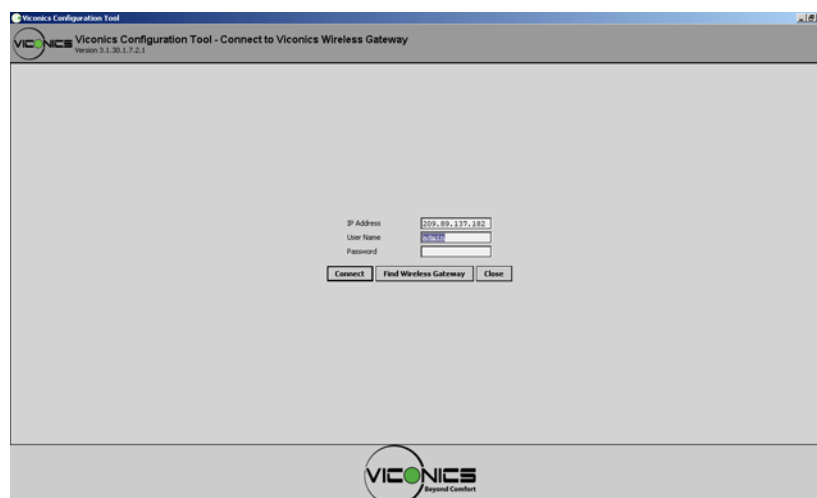 Viconics Configuration Tool
VICONICS
Viconics Configuration Tool - Connect to Viconics Wireless Gateway
Version 3.1.30.1.7.2.1
IP Address 209.89.137.182
User Name admin
Password
Connect Find Wireless Gateway Close
VICONICS
Beyond Comfort